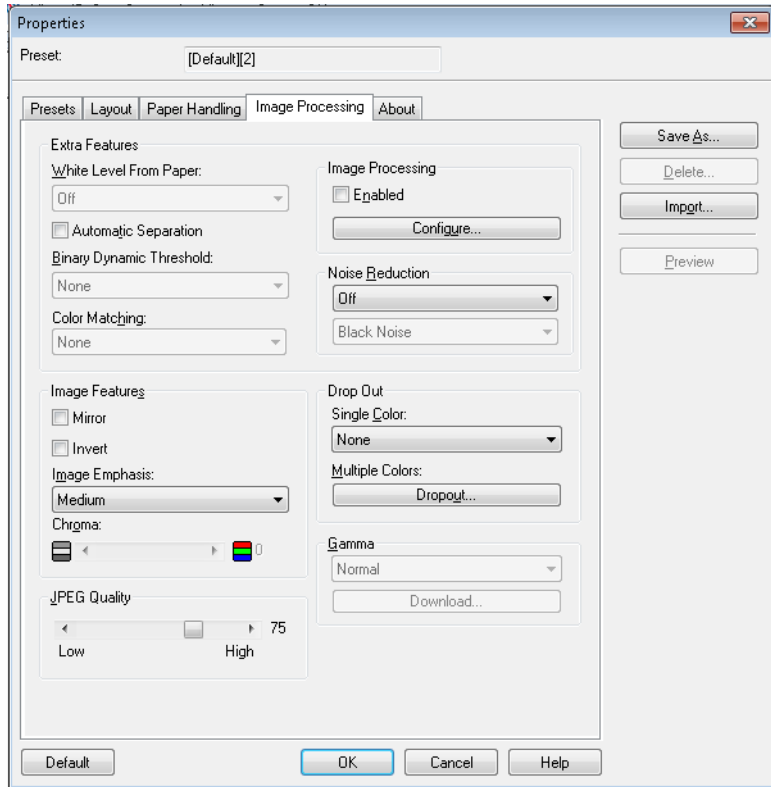 Properties
Preset:
[Default][2]
Presets
Layout
Paper Handling
Image Processing
About
Extra Features
White Level From Paper:
Off
Automatic Separation
Binary Dynamic Threshold:
None
Color Matching:
None
Image Processing
Enabled
Configure...
Noise Reduction
Off
Black Noise
Image Features
Mirror
Invert
Image Emphasis:
Medium
Chroma:
0
Drop Out
Single Color:
None
Multiple Colors:
Dropout...
JPEG Quality
75
Low High
Gamma
Normal
Download...
Save As...
Delete...
Import...
Preview
Default
OK
Cancel
Help